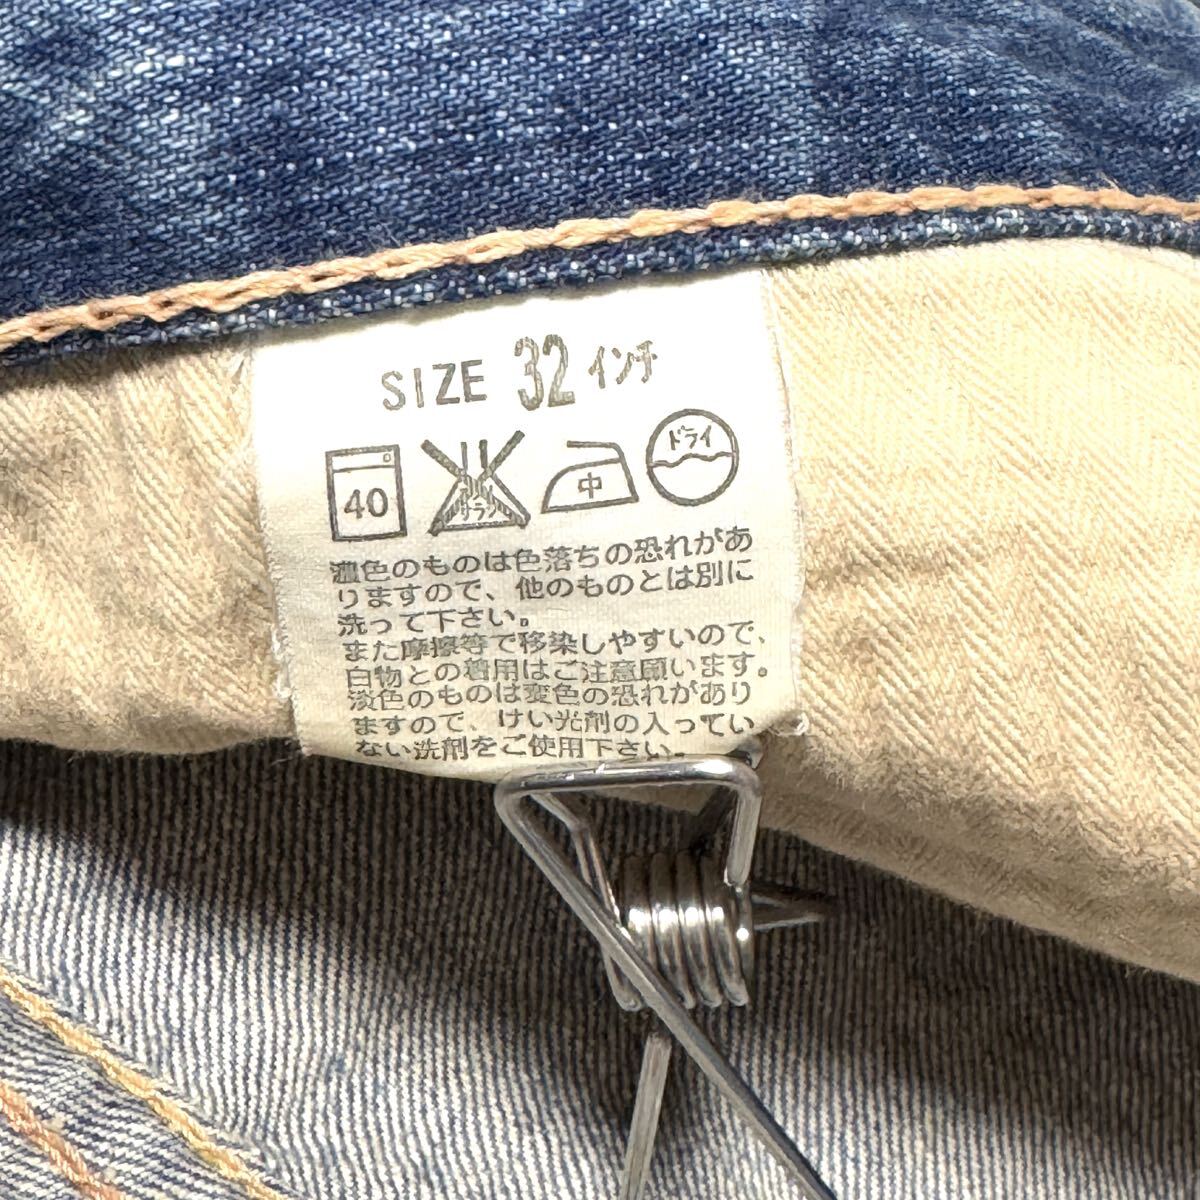 SIZE 32 インチ
40 サラシ 中 ドライ
濃色のものは色落ちの恐れがあ
りますので、他のものとは別に
洗って下さい。
また摩擦等で移染しやすいので、
白物との着用はご注意願います。
淡色のものは変色の恐れがあり
ますので、けい光剤の入ってい
ない洗剤をご使用下さい。